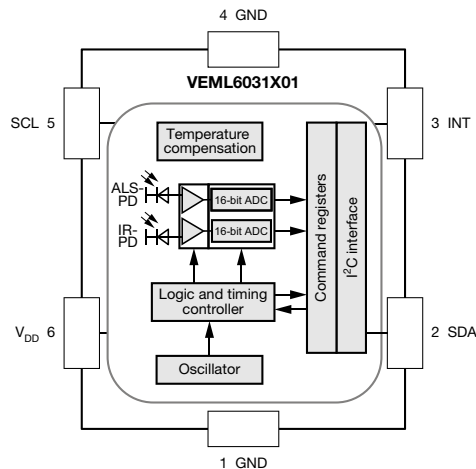 4 GND
VEML6031X01
SCL 5
3 INT
Temperature
compensation
ALS-
PD
16-bit ADC
IR-
PD
16-bit ADC
Command registers
I²C interface
Logic and timing
controller
V_DD 6
2 SDA
Oscillator
1 GND